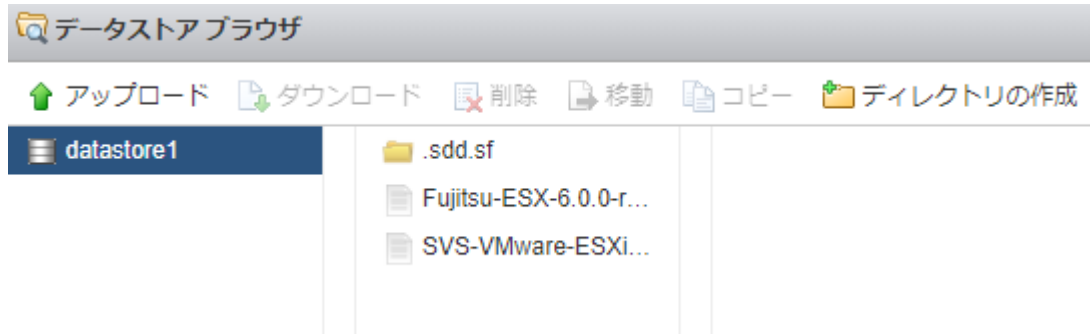 データストア ブラウザ
アップロード ダウンロード 削除 移動 コピー ディレクトリの作成
datastore1 .sdd.sf
Fujitsu-ESX-6.0.0-r...
SVS-VMware-ESXi...